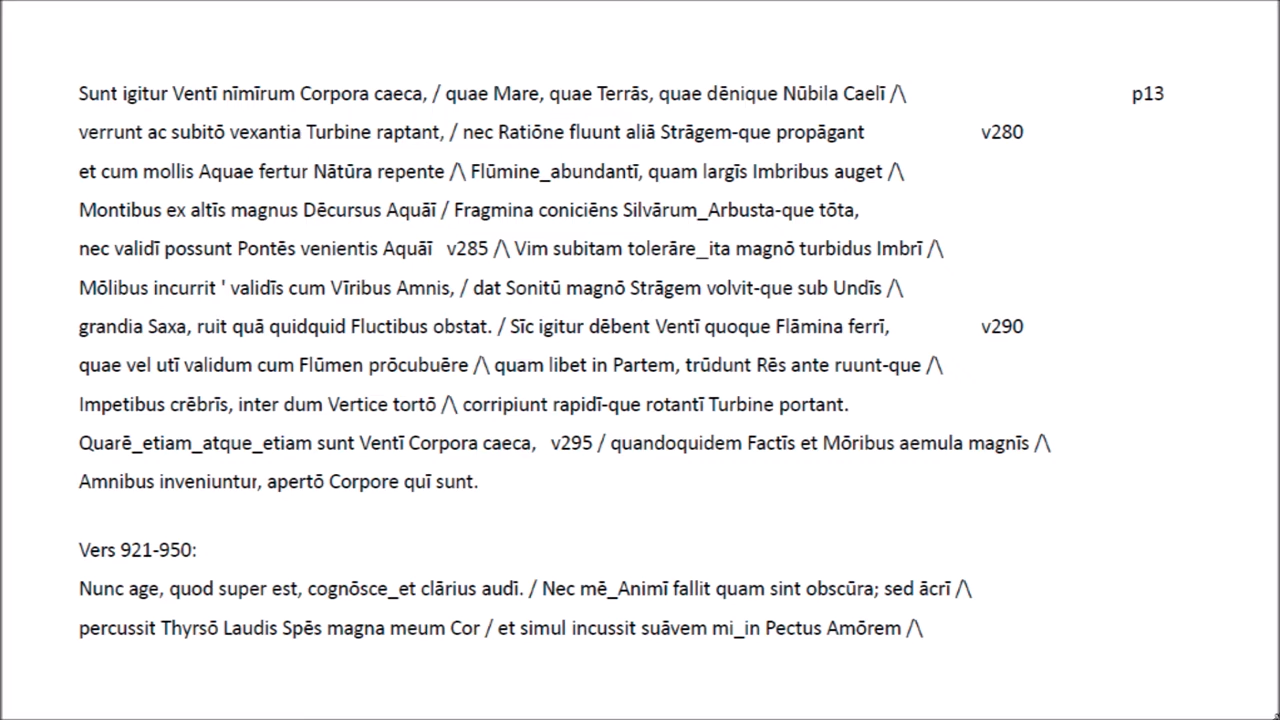 Sunt igitur Ventī nīmīrum Corpora caeca, / quae Mare, quae Terrās, quae dēnique Nūbila Caelī /\ p13
verrunt ac subitō vexantia Turbine raptant, / nec Ratiōne fluunt aliā Strāgem-que propāgant v280
et cum mollis Aquae fertur Nātūra repente /\ Flūmine_abundantī, quam largīs Imbribus auget /\
Montibus ex altīs magnus Dēcursus Aquāī / Fragmina coniciēns Silvārum_Arbusta-que tōta,
nec validī possunt Pontēs venientis Aquāī v285 /\ Vim subitam tolerāre_ita magnō turbidus Imbrī /\
Mōlibus incurrit ' validīs cum Vīribus Amnis, / dat Sonitū magnō Strāgem volvit-que sub Undīs /\
grandia Saxa, ruit quā quidquid Fluctibus obstat. / Sīc igitur dēbent Ventī quoque Flāmina ferrī, v290
quae vel utī validum cum Flūmen prōcubuēre /\ quam libet in Partem, trūdunt Rēs ante ruunt-que /\
Impetibus crēbrīs, inter dum Vertice tortō /\ corripiunt rapidī-que rotantī Turbine portant.
Quarē_etiam_atque_etiam sunt Ventī Corpora caeca, v295 / quandoquidem Factīs et Mōribus aemula magnīs /\
Amnibus inveniuntur, apertō Corpore quī sunt.
Vers 921-950:
Nunc age, quod super est, cognōsce_et clārius audī. / Nec mē_Animī fallit quam sint obscūra; sed ācrī /\
percussit Thyrsō Laudis Spēs magna meum Cor / et simul incussit suāvem mi_in Pectus Amōrem /\